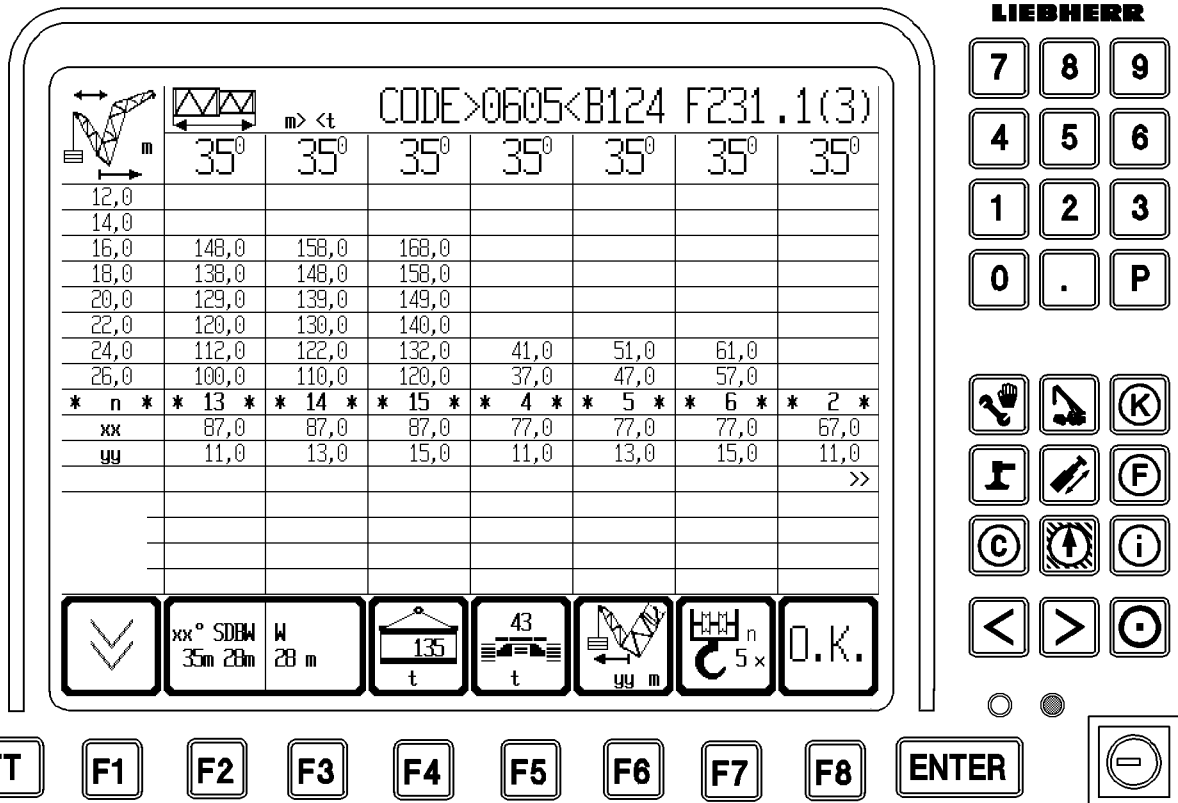 LIEBHERR
m> <t CODE>0605<B124 F231.1(3)
m 35° 35° 35° 35° 35° 35° 35°
12,0
14,0
16,0 148,0 158,0 168,0
18,0 138,0 148,0 158,0
20,0 129,0 139,0 149,0
22,0 120,0 130,0 140,0
24,0 112,0 122,0 132,0 41,0 51,0 61,0
26,0 100,0 110,0 120,0 37,0 47,0 57,0
* n * * 13 * * 14 * * 15 * * 4 * * 5 * * 6 * * 2 *
xx 87,0 87,0 87,0 77,0 77,0 77,0 67,0
yy 11,0 13,0 15,0 11,0 13,0 15,0 11,0
>>
xx° SDBW
35m 28m
W
28 m
135
t
43
t
yy m
n
5 x
O.K.
7 8 9
4 5 6
1 2 3
0 . P
K
F
C i
< >
T F1 F2 F3 F4 F5 F6 F7 F8 ENTER